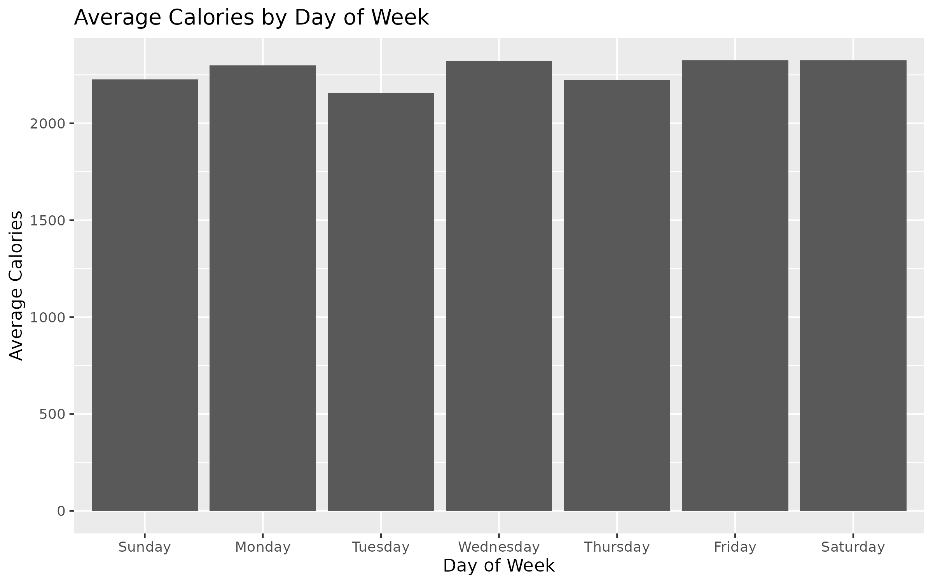 Average Calories by Day of Week
Average Calories
2000
1500
1000
500
0
Sunday Monday Tuesday Wednesday Thursday Friday Saturday
Day of Week